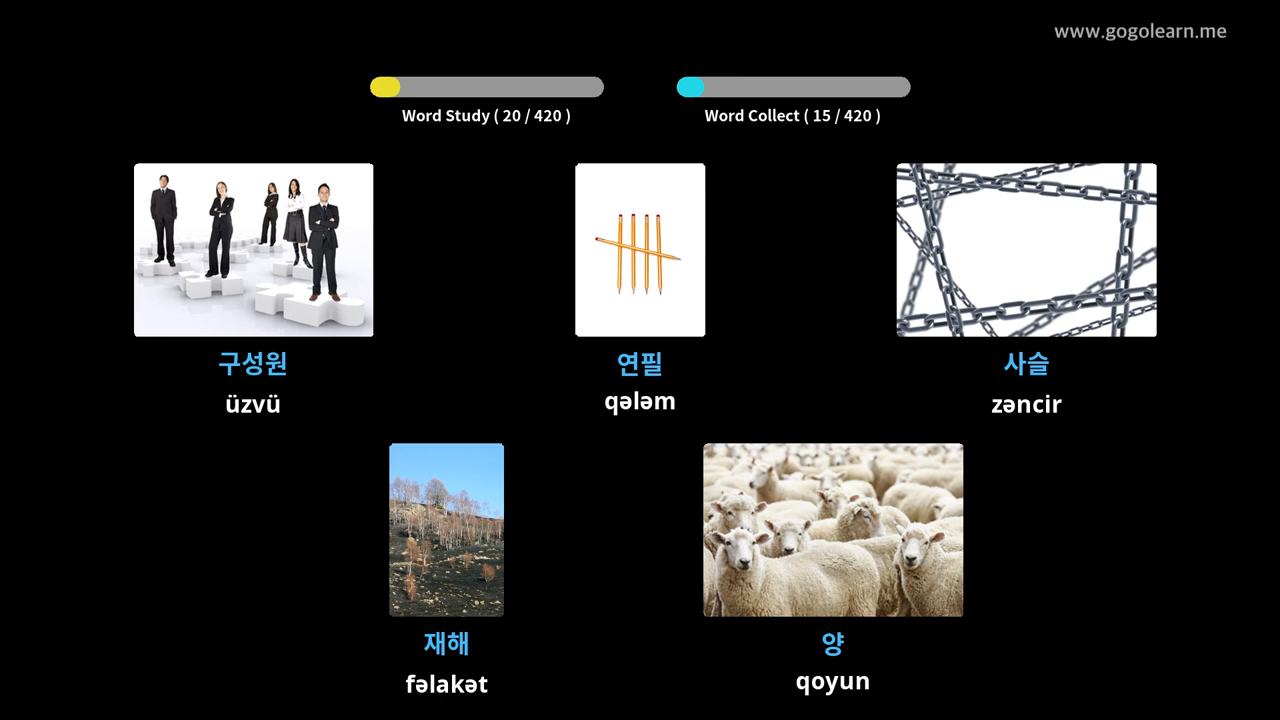 www.gogolearn.me
Word Study ( 20 / 420 )
Word Collect ( 15 / 420 )
구성원
üzvü
연필
qələm
사슬
zəncir
재해
fəlakət
양
qoyun